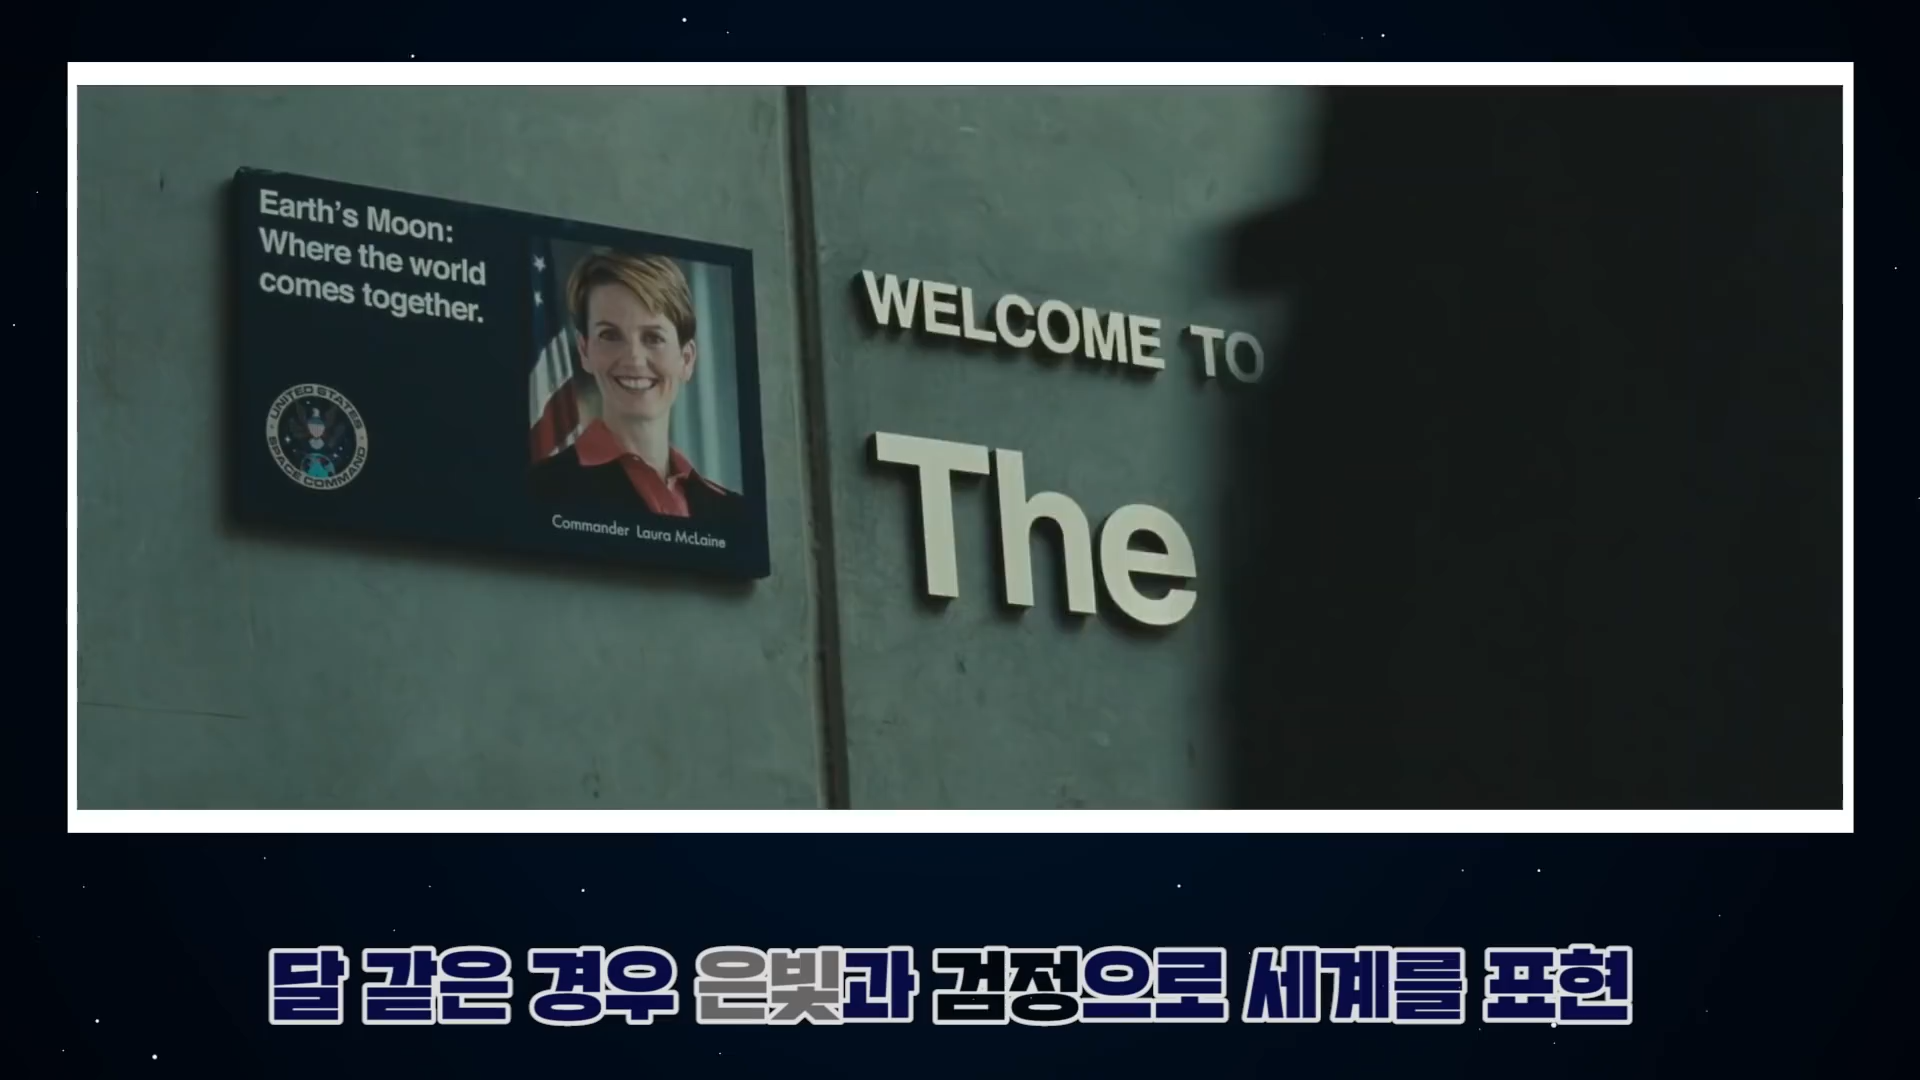 Earth's Moon:
Where the world
comes together.
UNITED STATES
SPACE COMMAND
Commander Laura McLaine
WELCOME TO
The
달 같은 경우 은빛과 검정으로 세계를 표현